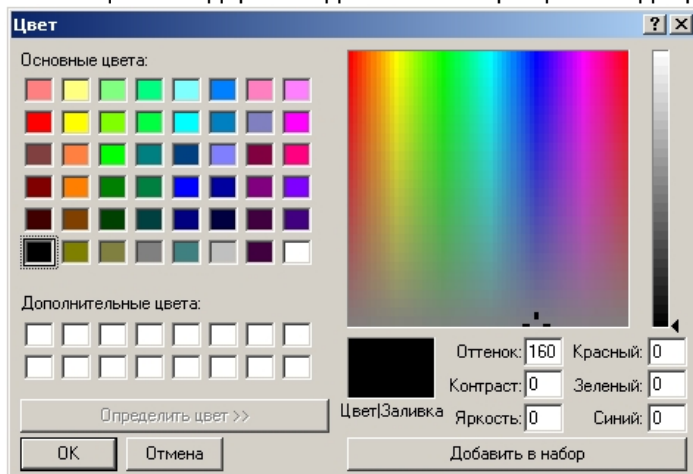 Цвет
Основные цвета:
Дополнительные цвета:
Определить цвет >>
OK
Отмена
Цвет|Заливка
Оттенок: 160
Красный: 0
Контраст: 0
Зеленый: 0
Яркость: 0
Синий: 0
Добавить в набор